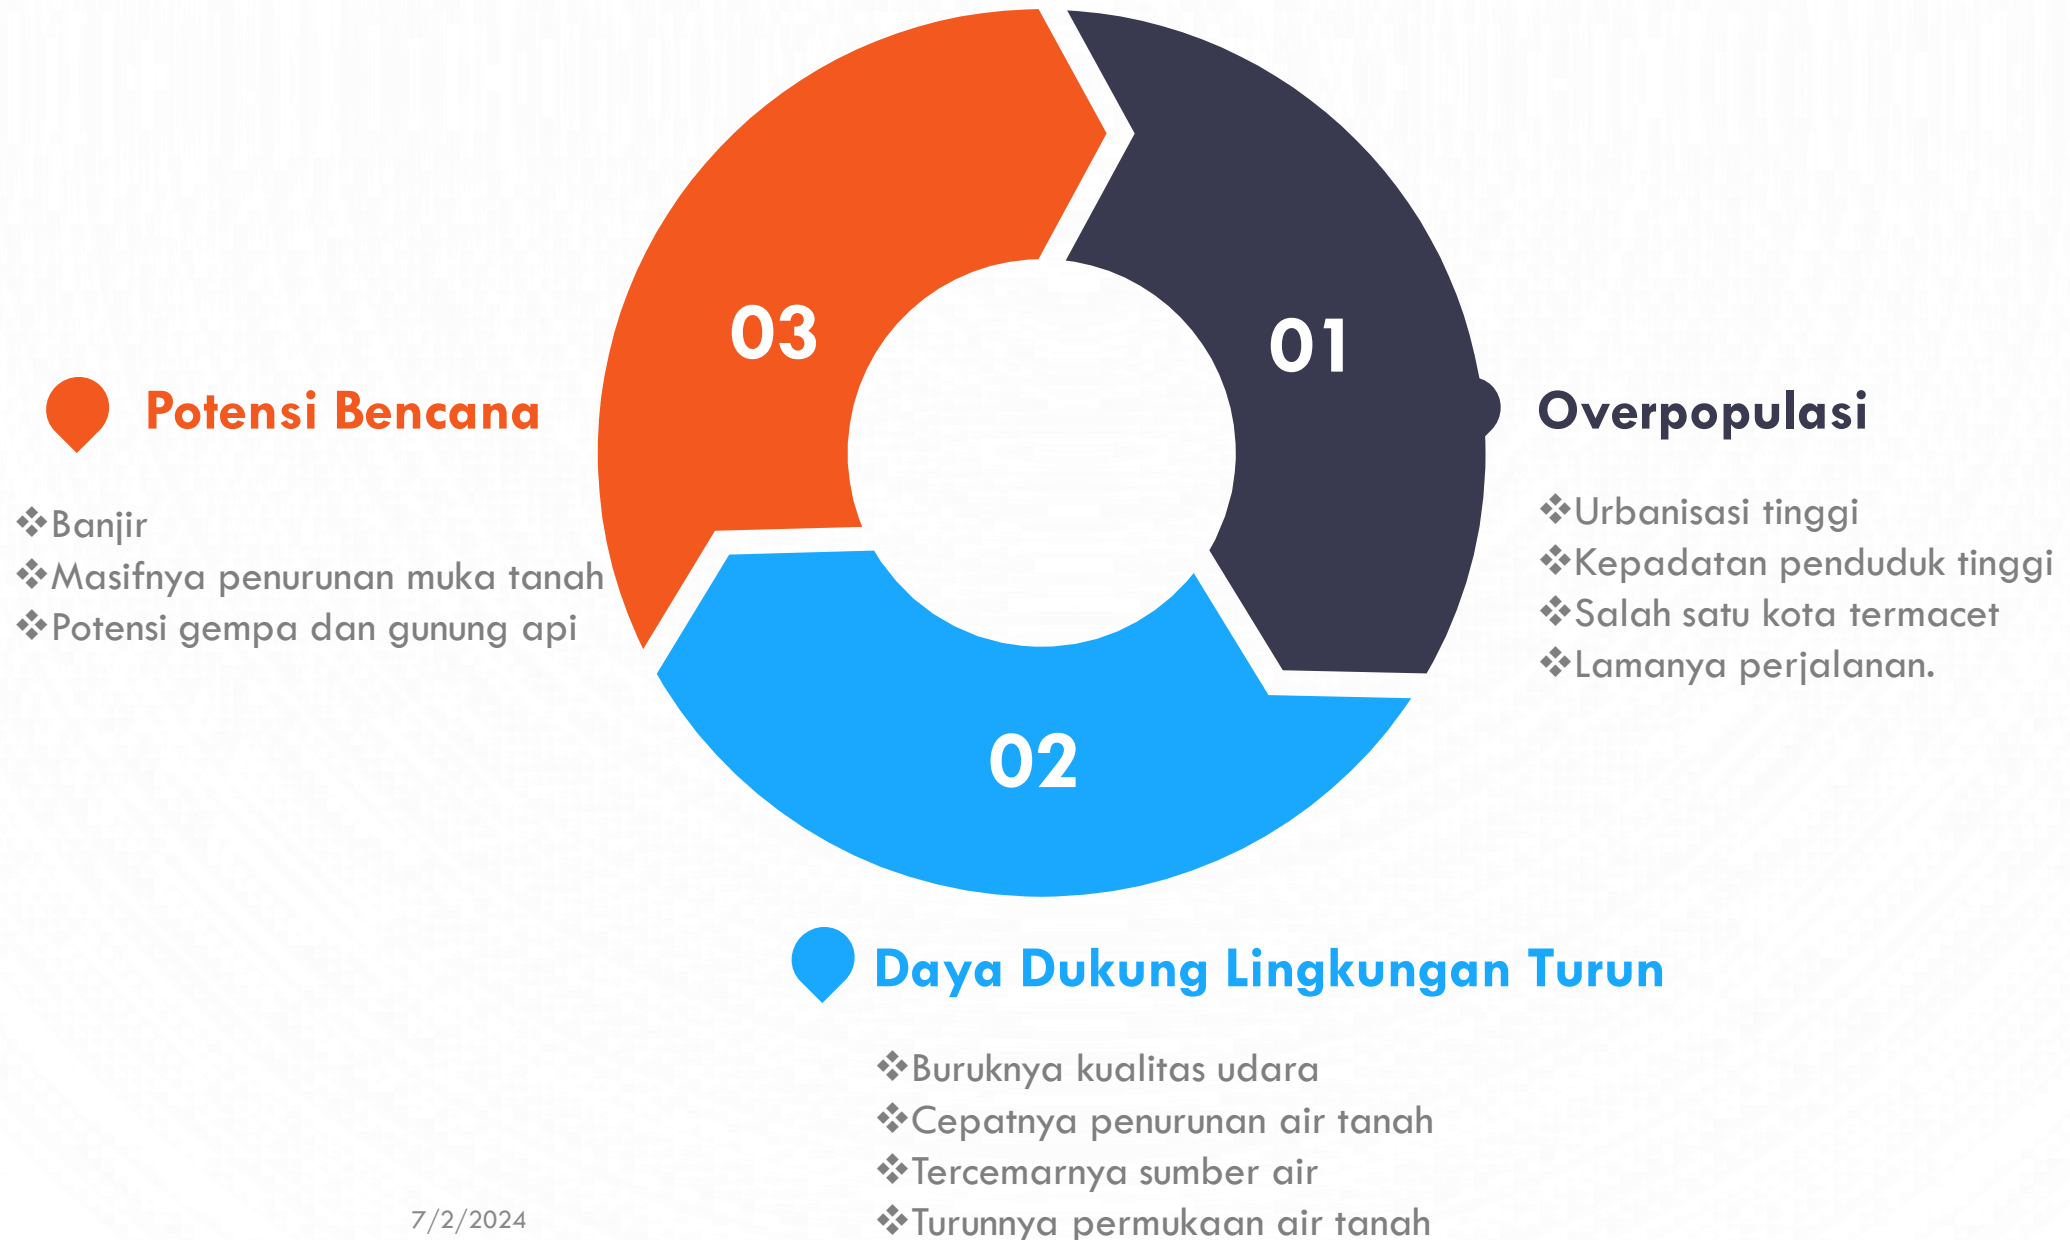 03
01
Potensi Bencana
❖Banjir
❖Masifnya penurunan muka tanah
❖Potensi gempa dan gunung api
Overpopulasi
❖Urbanisasi tinggi
❖Kepadatan penduduk tinggi
❖Salah satu kota termacet
❖Lamanya perjalanan.
02
Daya Dukung Lingkungan Turun
❖Buruknya kualitas udara
❖Cepatnya penurunan air tanah
❖Tercemarnya sumber air
❖Turunnya permukaan air tanah
7/2/2024